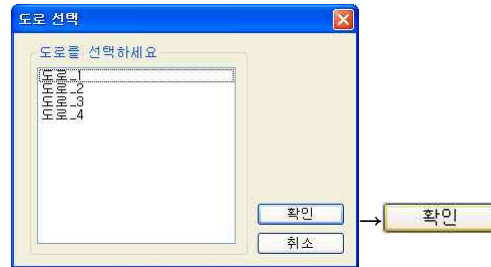 도로 선택
도로를 선택하세요
도로_1
도로_2
도로_3
도로_4
확인
취소
→ 확인